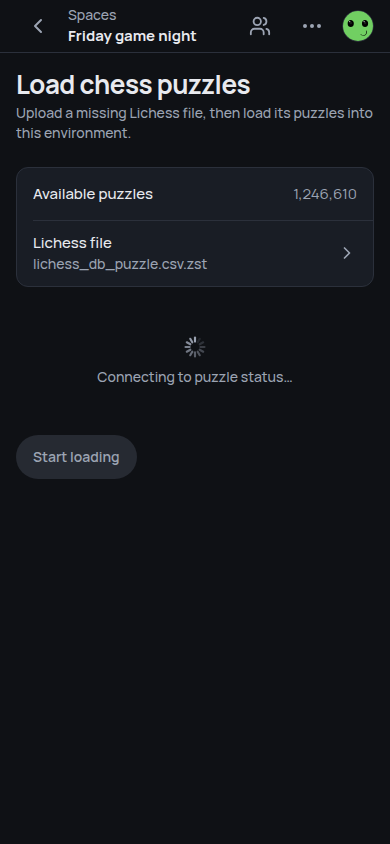 Spaces
Friday game night
Load chess puzzles
Upload a missing Lichess file, then load its puzzles into
this environment.
Available puzzles 1,246,610
Lichess file
lichess_db_puzzle.csv.zst
Connecting to puzzle status...
Start loading